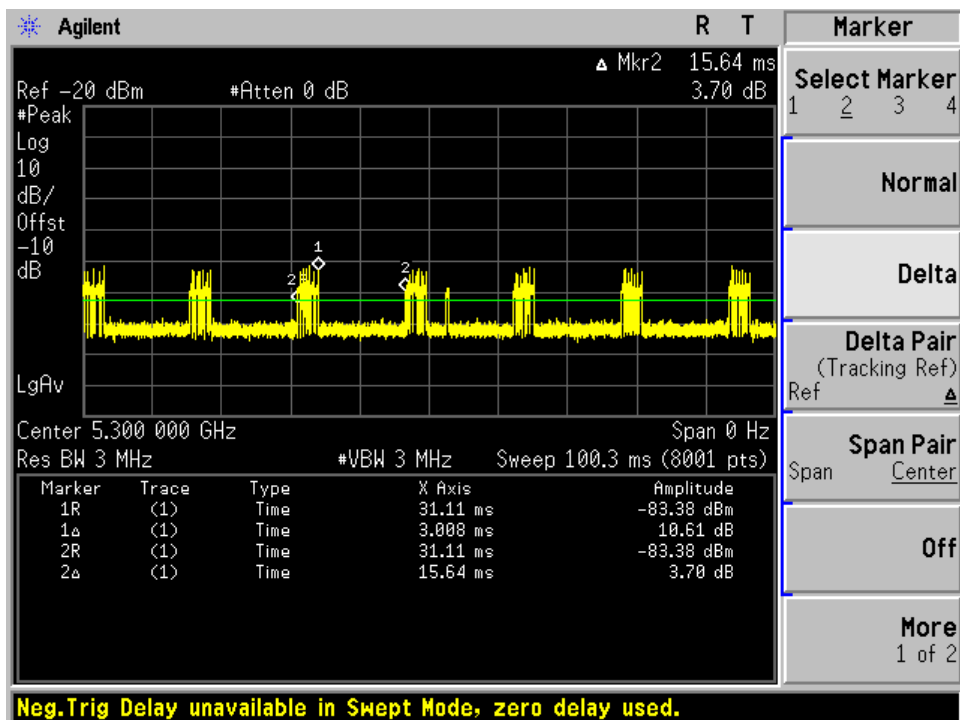 Agilent R T Marker
Δ Mkr2 15.64 ms
Ref -20 dBm #Atten 0 dB 3.70 dB
#Peak
Log
10
dB/
Offst
-10
dB
1
2
2
LgAv
Center 5.300 000 GHz Span 0 Hz
Res BW 3 MHz #VBW 3 MHz Sweep 100.3 ms (8001 pts)
Marker Trace Type X Axis Amplitude
1R (1) Time 31.11 ms -83.38 dBm
1Δ (1) Time 3.008 ms 10.61 dB
2R (1) Time 31.11 ms -83.38 dBm
2Δ (1) Time 15.64 ms 3.70 dB
Select Marker
1 2 3 4
Normal
Delta
Delta Pair
(Tracking Ref)
Ref Δ
Span Pair
Span Center
Off
More
1 of 2
Neg.Trig Delay unavailable in Swept Mode, zero delay used.